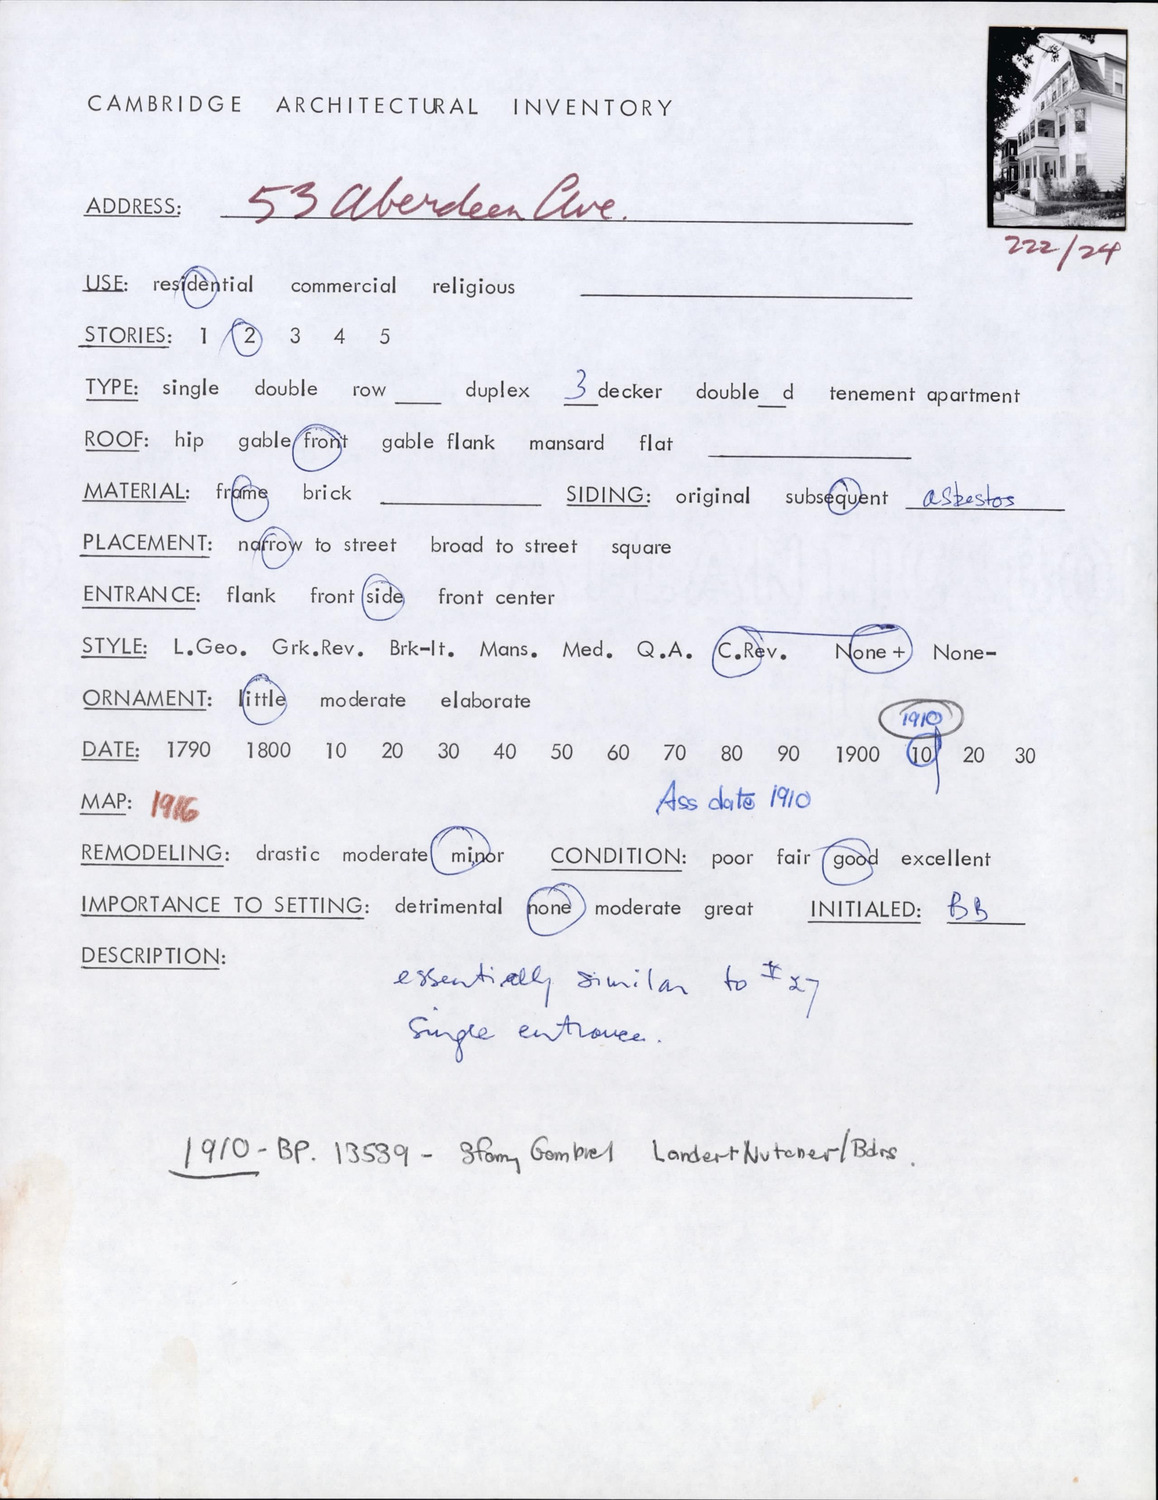 CAMBRIDGE ARCHITECTURAL INVENTORY
ADDRESS: 53 Aberdeen Ave.
222/24
USE: residential commercial religious
STORIES: 1 2 3 4 5
TYPE: single double row ____ duplex 3 decker double __ d tenement apartment
ROOF: hip gable front gable flank mansard flat
MATERIAL: frame brick ____ SIDING: original subsequent asbestos
PLACEMENT: narrow to street broad to street square
ENTRANCE: flank front side front center
STYLE: L.Geo. Grk.Rev. Brk-It. Mans. Med. Q.A. C.Rev. None + None-
ORNAMENT: little moderate elaborate
1910
DATE: 1790 1800 10 20 30 40 50 60 70 80 90 1900 10 20 30
MAP: 1916 Ass date 1910
REMODELING: drastic moderate minor CONDITION: poor fair good excellent
IMPORTANCE TO SETTING: detrimental none moderate great INITIALED: BB
DESCRIPTION:
essentially similar to #27
single entrance.
1910 - BP. 13539 - Gambrel /Bdrs.